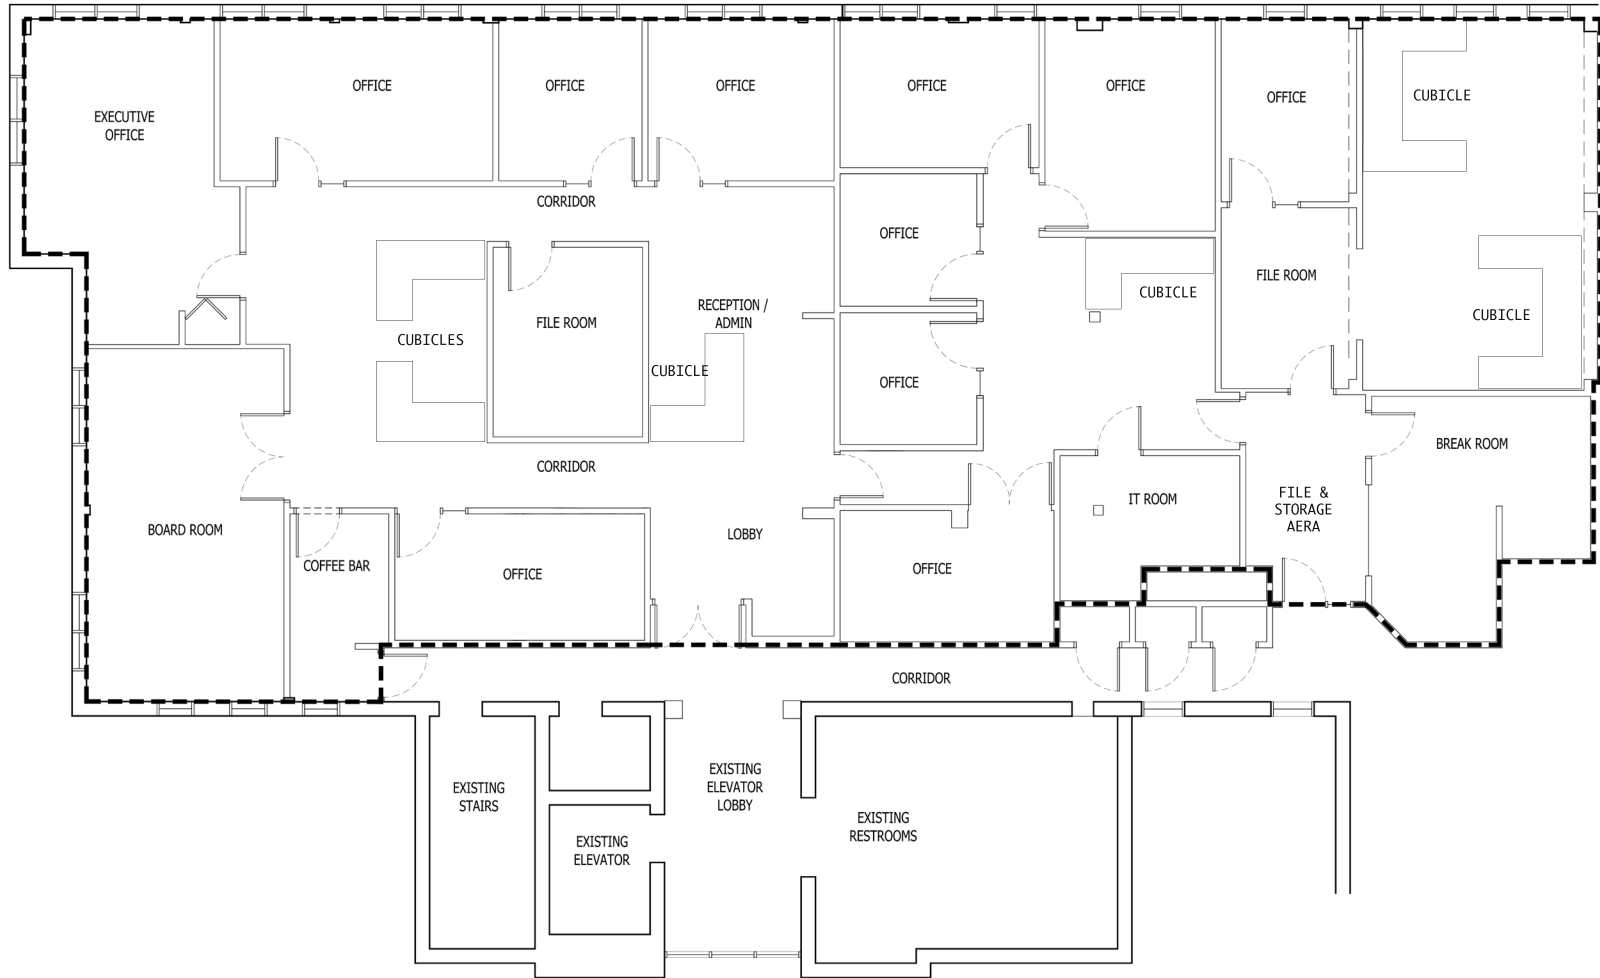 OFFICE
OFFICE
OFFICE
OFFICE
OFFICE
OFFICE
CUBICLE
EXECUTIVE
OFFICE
CORRIDOR
OFFICE
FILE ROOM
CUBICLE
RECEPTION /
ADMIN
CUBICLE
FILE ROOM
CUBICLES
CUBICLE
OFFICE
BREAK ROOM
CORRIDOR
IT ROOM
FILE &
STORAGE
AERA
BOARD ROOM
LOBBY
COFFEE BAR
OFFICE
OFFICE
CORRIDOR
EXISTING
STAIRS
EXISTING
ELEVATOR
LOBBY
EXISTING
RESTROOMS
EXISTING
ELEVATOR